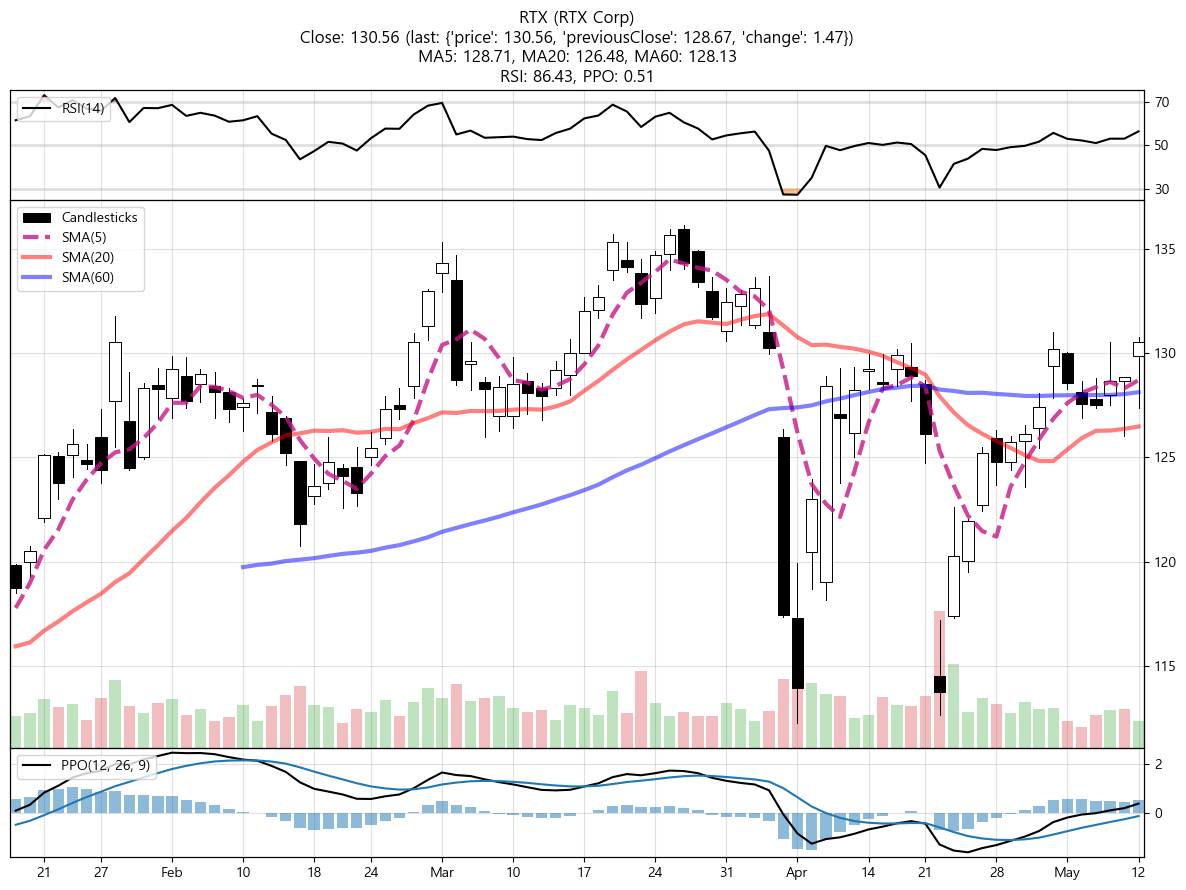 RTX (RTX Corp)
Close: 130.56 (last: {'price': 130.56, 'previousClose': 128.67, 'change': 1.47})
MA5: 128.71, MA20: 126.48, MA60: 128.13
RSI: 86.43, PPO: 0.51
RSI(14)
70
50
30
Candlesticks
SMA(5)
SMA(20)
SMA(60)
135
130
125
120
115
PPO(12, 26, 9)
2
0
21 27 Feb 10 18 24 Mar 10 17 24 31 Apr 14 21 28 May 12